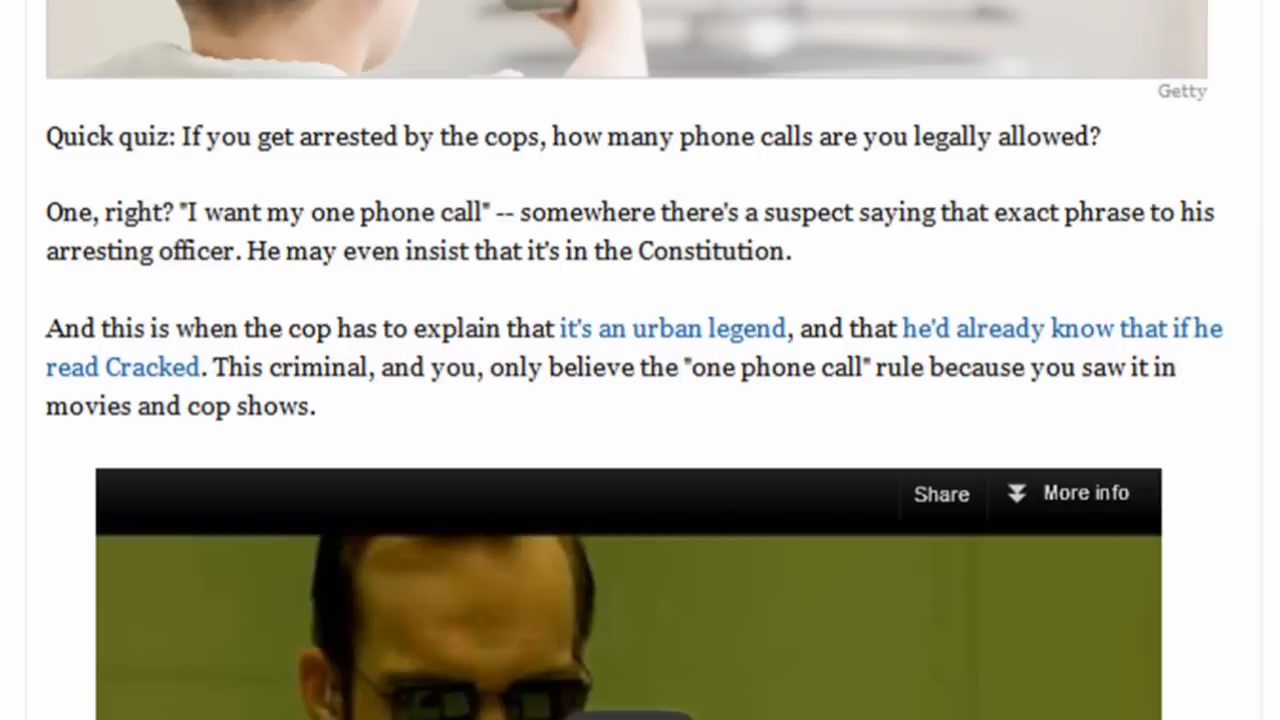 Getty
Quick quiz: If you get arrested by the cops, how many phone calls are you legally allowed?
One, right? "I want my one phone call" -- somewhere there's a suspect saying that exact phrase to his
arresting officer. He may even insist that it's in the Constitution.
And this is when the cop has to explain that it's an urban legend, and that he'd already know that if he
read Cracked. This criminal, and you, only believe the "one phone call" rule because you saw it in
movies and cop shows.
Share More info